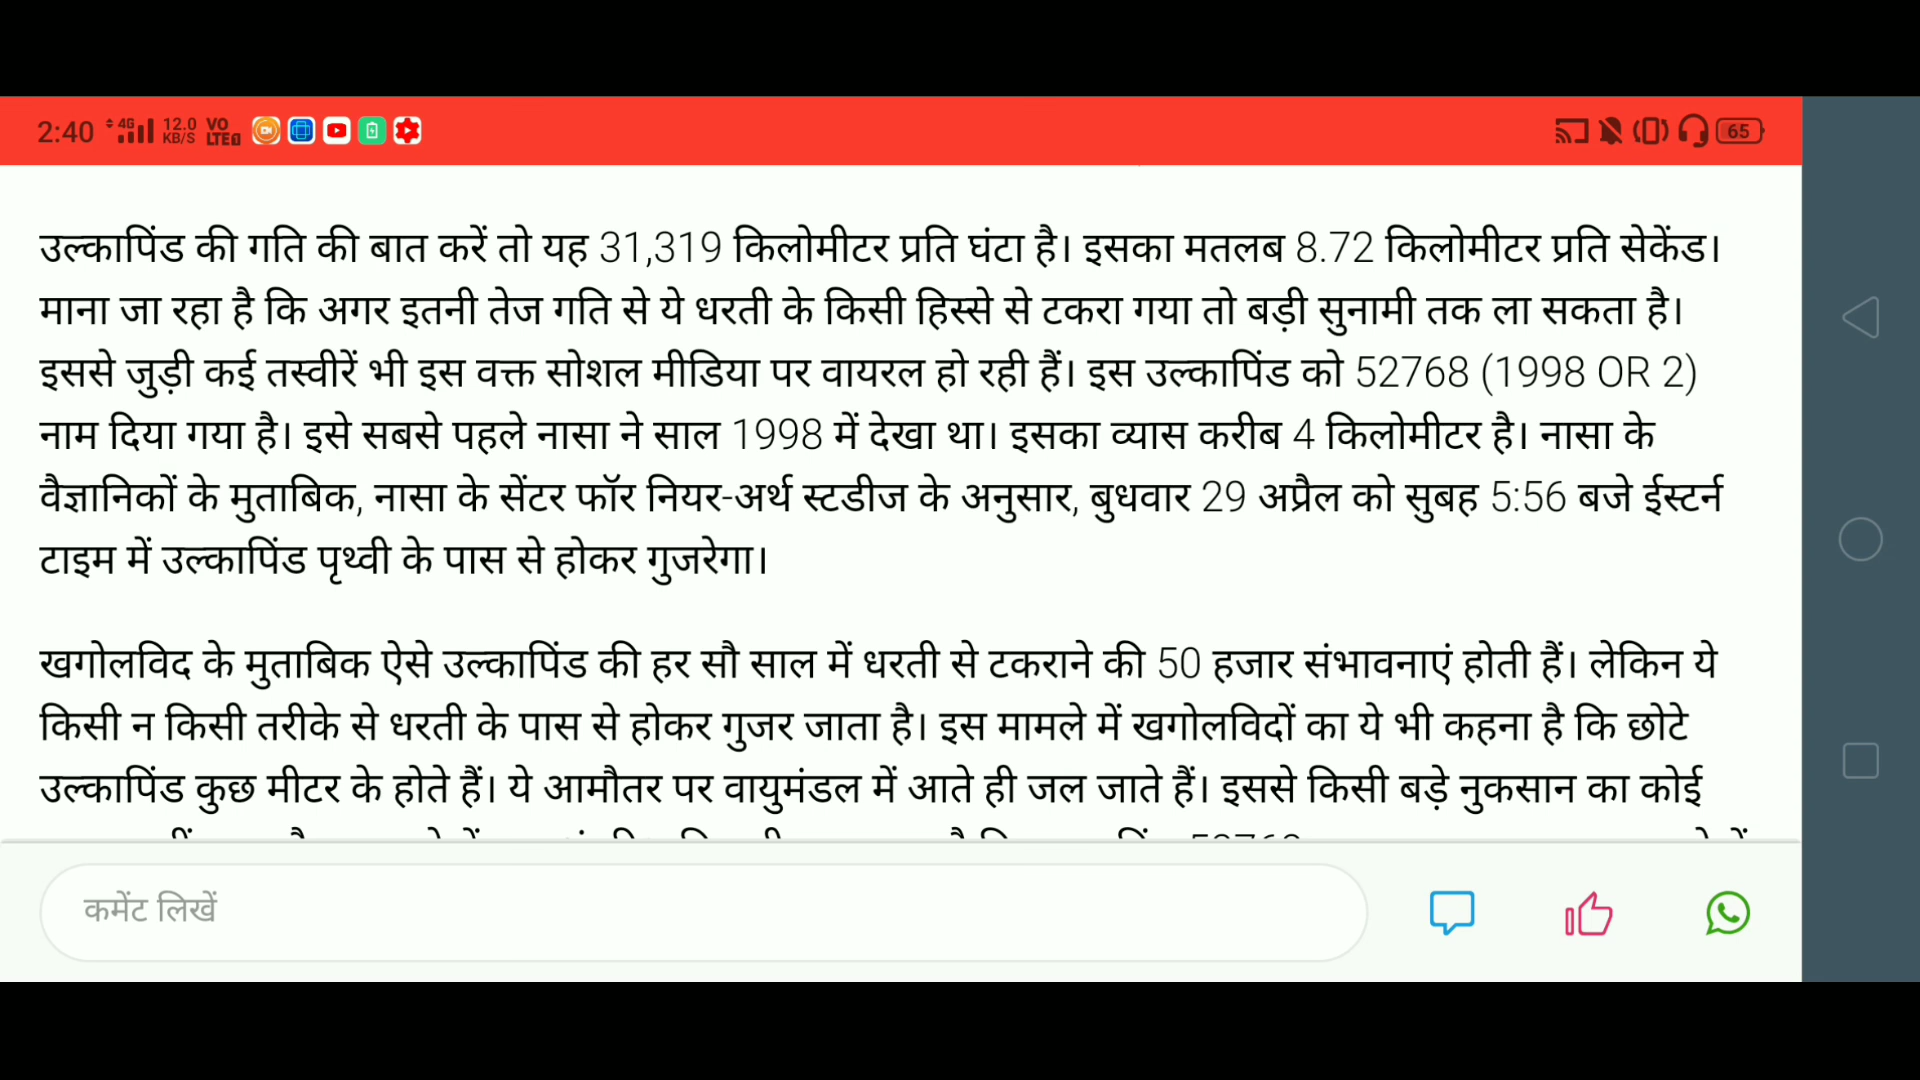 2:40 4G 12.0 KB/S VO LTE 65
उल्कापिंड की गति की बात करें तो यह 31,319 किलोमीटर प्रति घंटा है। इसका मतलब 8.72 किलोमीटर प्रति सेकेंड।
माना जा रहा है कि अगर इतनी तेज गति से ये धरती के किसी हिस्से से टकरा गया तो बड़ी सुनामी तक ला सकता है।
इससे जुड़ी कई तस्वीरें भी इस वक्त सोशल मीडिया पर वायरल हो रही हैं। इस उल्कापिंड को 52768 (1998 OR 2)
नाम दिया गया है। इसे सबसे पहले नासा ने साल 1998 में देखा था। इसका व्यास करीब 4 किलोमीटर है। नासा के
वैज्ञानिकों के मुताबिक, नासा के सेंटर फॉर नियर-अर्थ स्टडीज के अनुसार, बुधवार 29 अप्रैल को सुबह 5:56 बजे ईस्टर्न
टाइम में उल्कापिंड पृथ्वी के पास से होकर गुजरेगा।
खगोलविद के मुताबिक ऐसे उल्कापिंड की हर सौ साल में धरती से टकराने की 50 हजार संभावनाएं होती हैं। लेकिन ये
किसी न किसी तरीके से धरती के पास से होकर गुजर जाता है। इस मामले में खगोलविदों का ये भी कहना है कि छोटे
उल्कापिंड कुछ मीटर के होते हैं। ये आमौतर पर वायुमंडल में आते ही जल जाते हैं। इससे किसी बड़े नुकसान का कोई
कमेंट लिखें